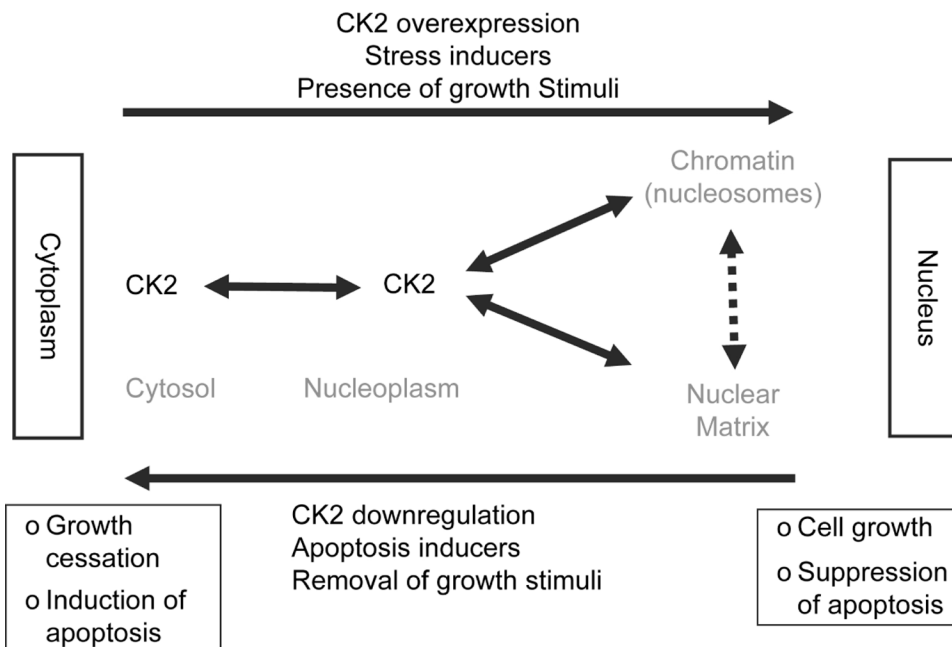 CK2 overexpression
Stress inducers
Presence of growth Stimuli
Cytoplasm
Chromatin
(nucleosomes)
Nucleus
CK2
CK2
Cytosol
Nucleoplasm
Nuclear
Matrix
o Growth
cessation
o Induction of
apoptosis
CK2 downregulation
Apoptosis inducers
Removal of growth stimuli
o Cell growth
o Suppression
of apoptosis